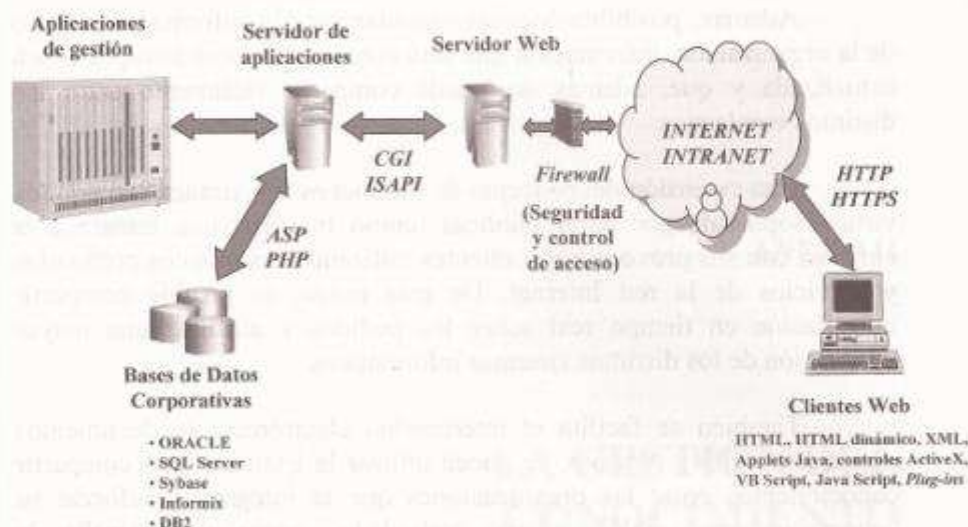 Aplicaciones
de gestión
Servidor de
aplicaciones
Servidor Web
CGI
ISAPI
Firewall
(Seguridad
y control
de acceso)
INTERNET
INTRANET
HTTP
HTTPS
ASP
PHP
Bases de Datos
Corporativas
• ORACLE
• SQL Server
• Sybase
• Informix
• DB2
Clientes Web
HTML, HTML dinámico, XML,
Applets Java, controles ActiveX,
VB Script, Java Script, Plug-ins